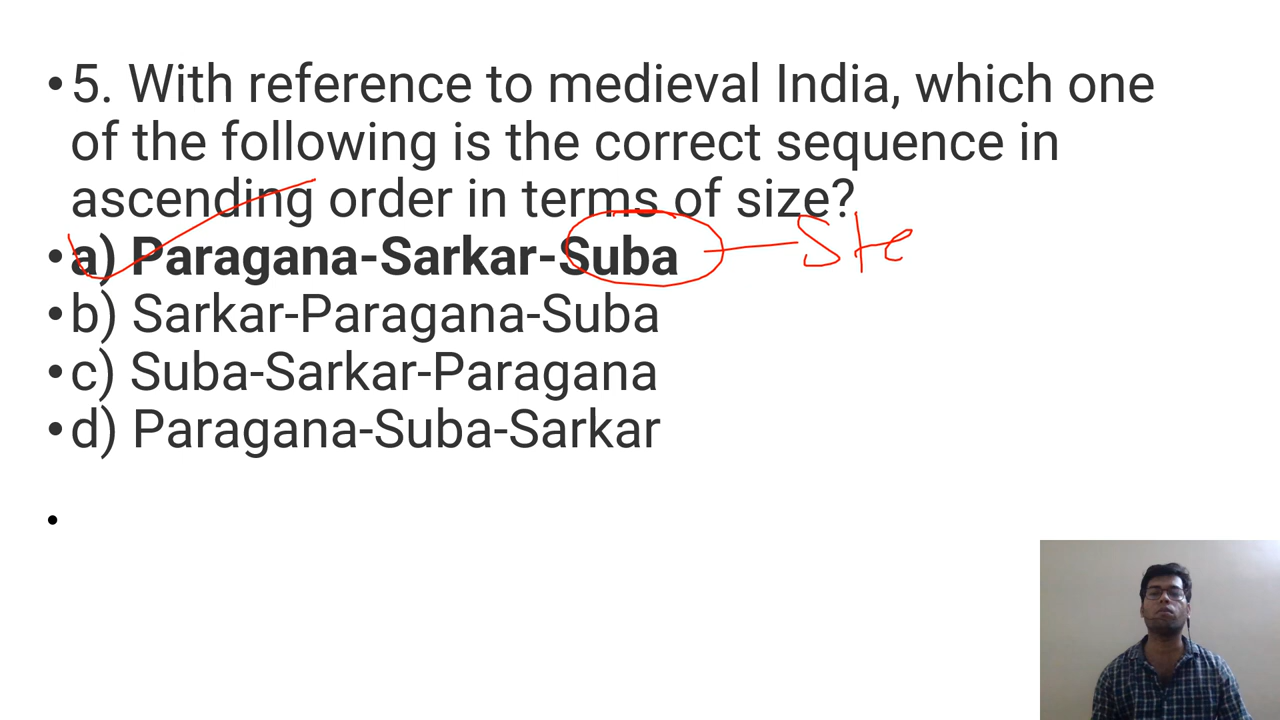 • 5. With reference to medieval India, which one
of the following is the correct sequence in
ascending order in terms of size?
• a) Paragana-Sarkar-Suba
Ste
• b) Sarkar-Paragana-Suba
• c) Suba-Sarkar-Paragana
• d) Paragana-Suba-Sarkar
•